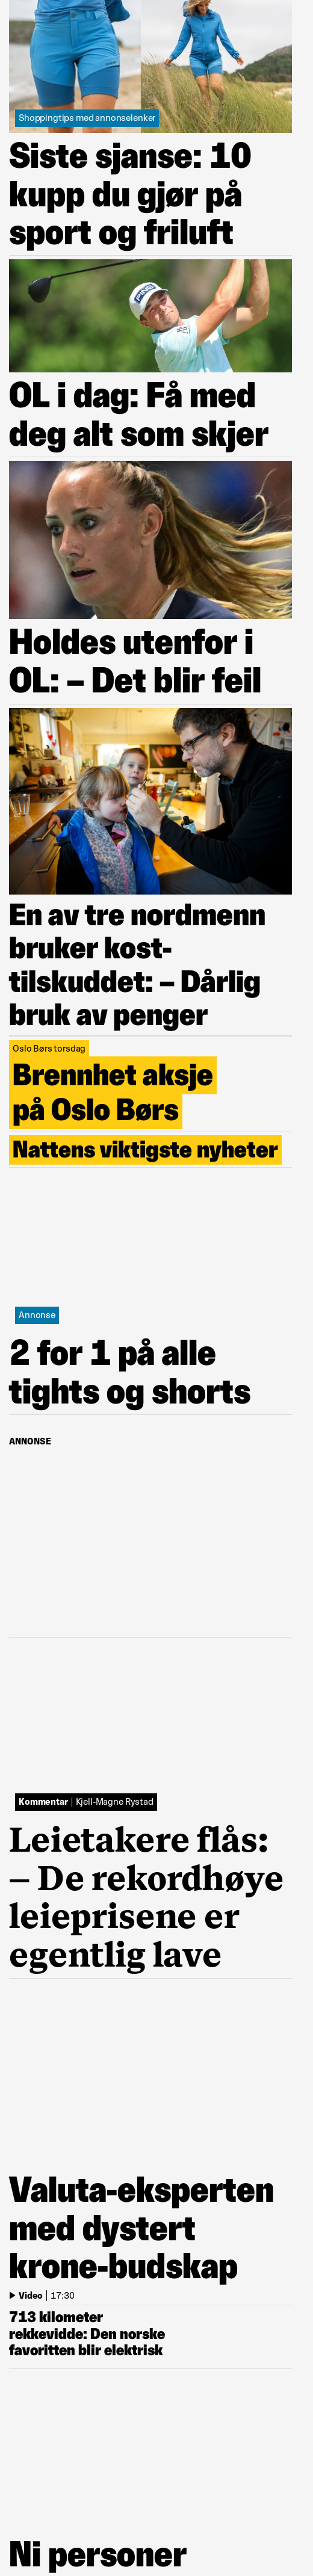 Shoppingtips med annonselenker
Siste sjanse: 10
kupp du gjør på
sport og friluft
PING
OL i dag: Få med
deg alt som skjer
Holdes utenfor i
OL: – Det blir feil
En av tre nordmenn
bruker kost-
tilskuddet: – Dårlig
bruk av penger
Oslo Børs torsdag
Brennhet aksje
på Oslo Børs
Nattens viktigste nyheter
Annonse
2 for 1 på alle
tights og shorts
ANNONSE
Kommentar | Kjell-Magne Rystad
Leietakere flås:
– De rekordhøye
leieprisene er
egentlig lave
Valuta-eksperten
med dystert
krone-budskap
Video | 17:30
713 kilometer
rekkevidde: Den norske
favoritten blir elektrisk
Ni personer